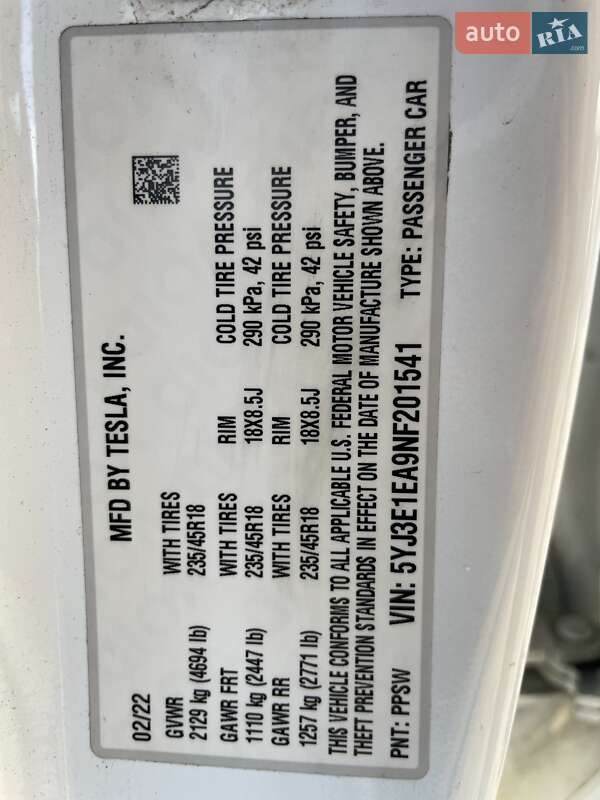 auto RIA.com
MFD BY TESLA, INC.
02/22
GVWR WITH TIRES
2129 kg (4694 lb) 235/45R18
GAWR FRT WITH TIRES RIM COLD TIRE PRESSURE
1110 kg (2447 lb) 235/45R18 18X8.5J 290 kPa, 42 psi
GAWR RR WITH TIRES RIM COLD TIRE PRESSURE
1257 kg (2771 lb) 235/45R18 18X8.5J 290 kPa, 42 psi
THIS VEHICLE CONFORMS TO ALL APPLICABLE U.S. FEDERAL MOTOR VEHICLE SAFETY, BUMPER, AND
THEFT PREVENTION STANDARDS IN EFFECT ON THE DATE OF MANUFACTURE SHOWN ABOVE.
PNT: PPSW VIN: 5YJ3E1EA9NF201541 TYPE: PASSENGER CAR